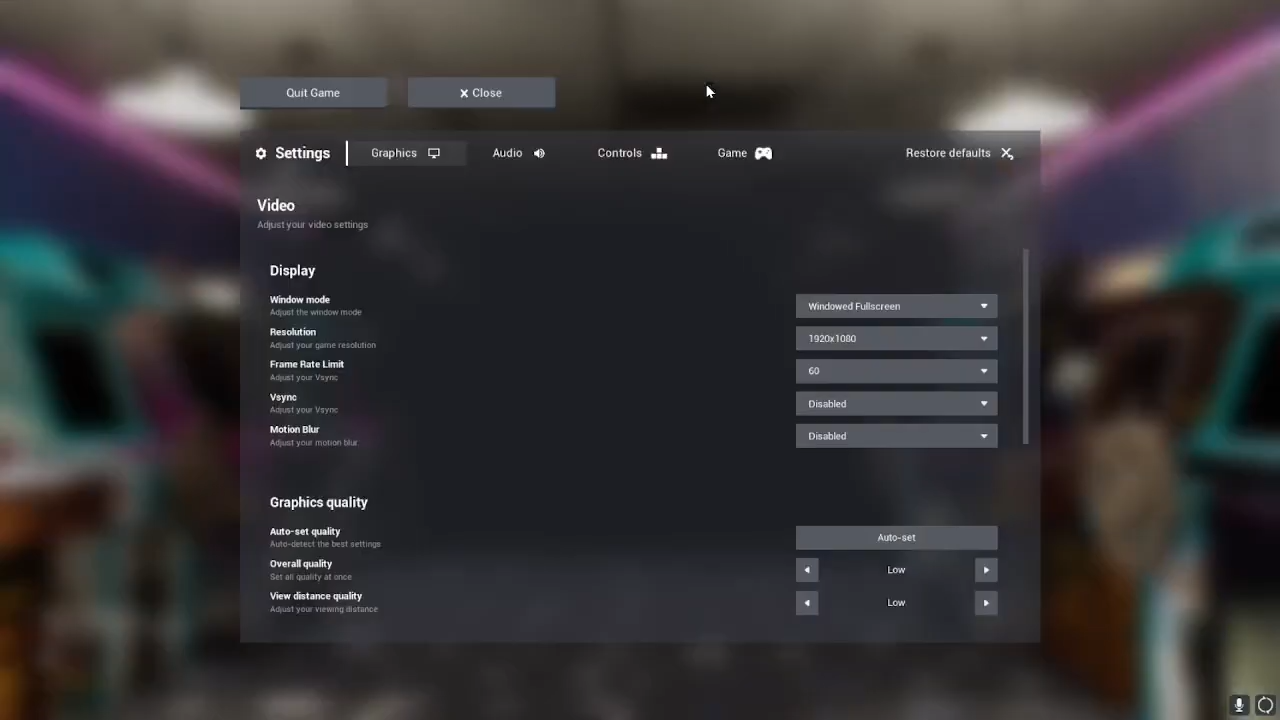 Quit Game
Close
Settings
Graphics
Audio
Controls
Game
Restore defaults
Video
Adjust your video settings
Display
Window mode
Windowed Fullscreen
Adjust the window mode
Resolution
1920x1080
Adjust your game resolution
Frame Rate Limit
60
Adjust your Vsync
Vsync
Disabled
Adjust your Vsync
Motion Blur
Disabled
Adjust your motion blur
Graphics quality
Auto-set quality
Auto-set
Auto-detect the best settings
Overall quality
Low
Set all quality at once
View distance quality
Low
Adjust your viewing distance